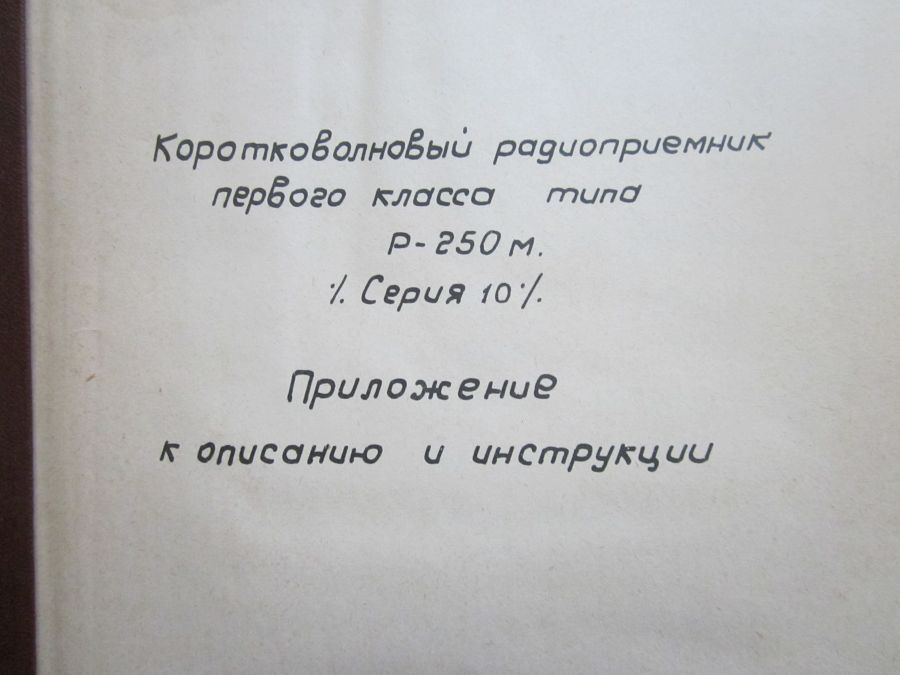 Коротковолновый радиоприемник
первого класса типа
Р-250 м.
·/. Серия 10 ·/.
Приложение
к описанию и инструкции